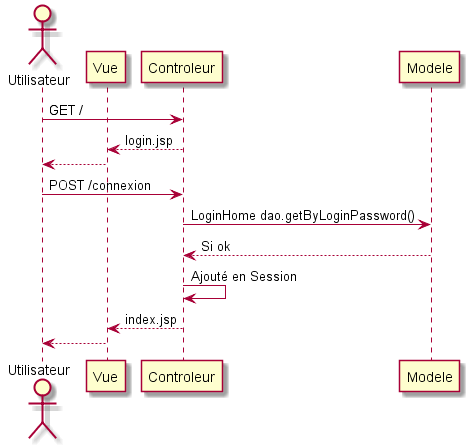 Utilisateur
Vue
Controleur
Modele
GET /
login.jsp
POST /connexion
LoginHome dao.getByLoginPassword()
Si ok
Ajouté en Session
index.jsp
Utilisateur
Vue
Controleur
Modele